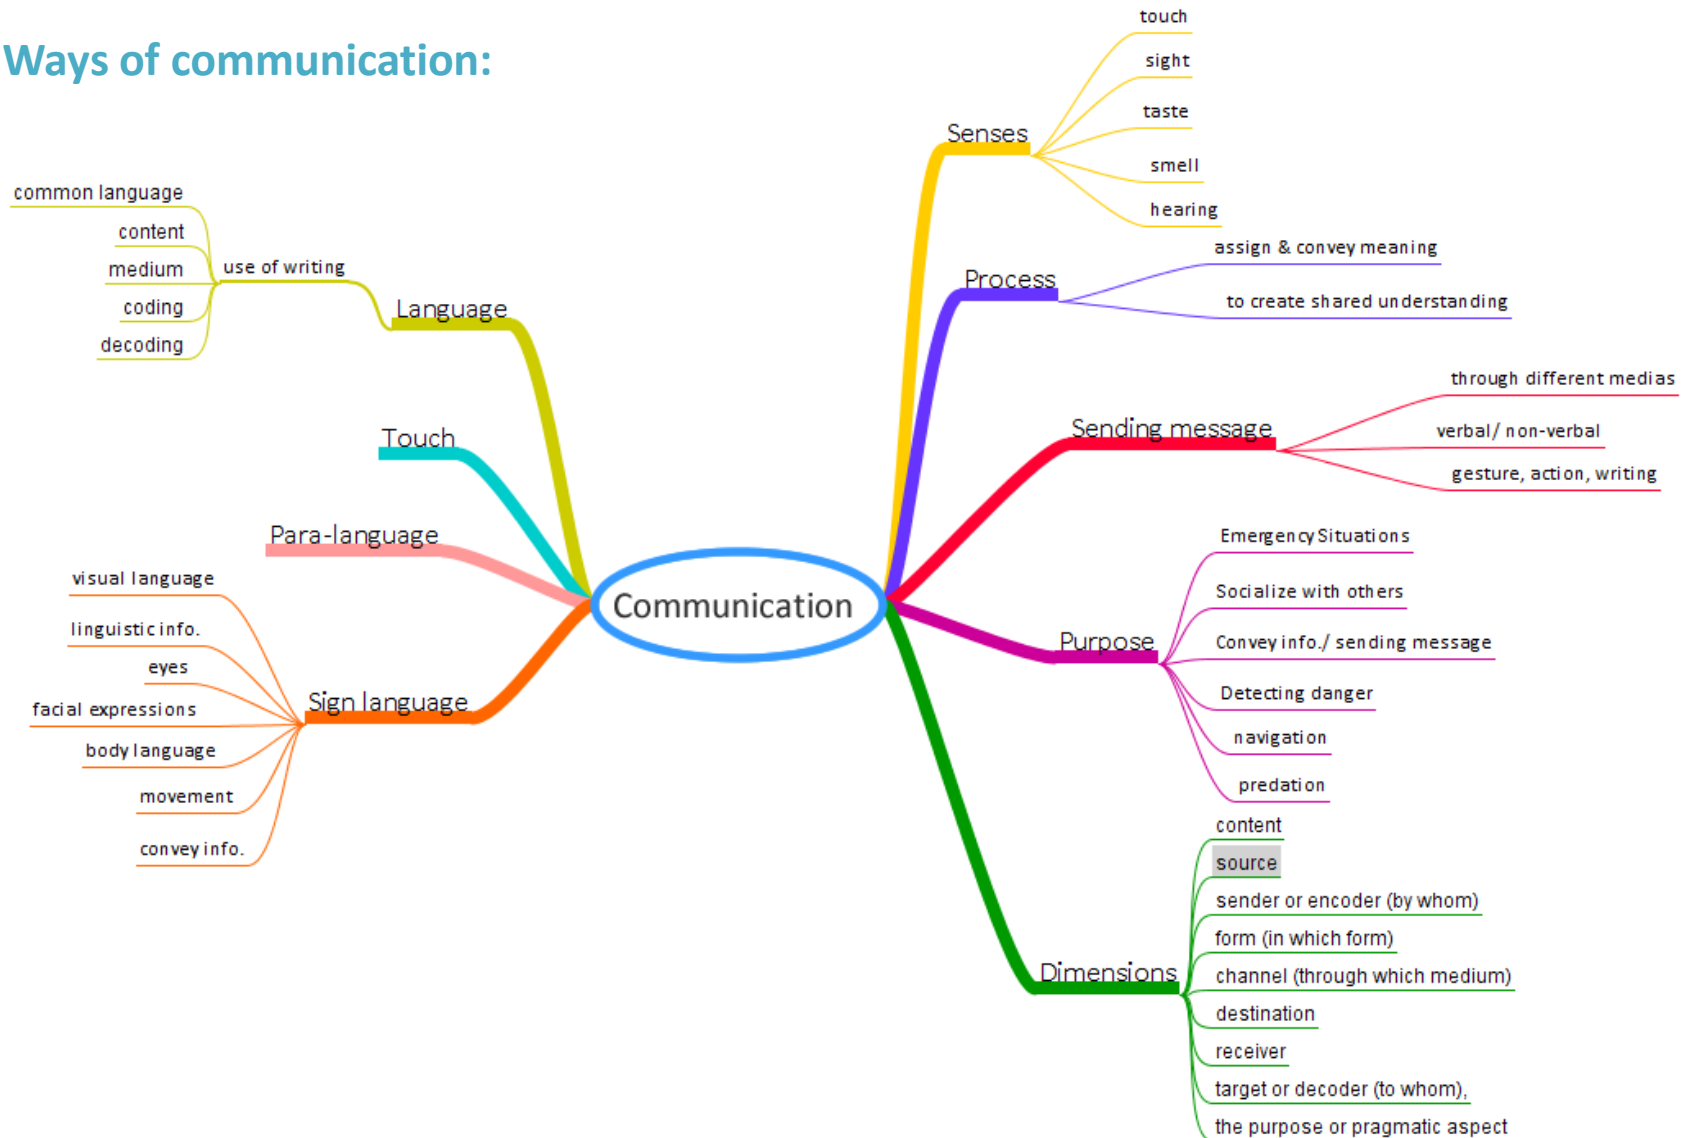 Ways of communication:
Communication
Senses
touch
sight
taste
smell
hearing
Process
assign & convey meaning
to create shared understanding
Sending message
through different medias
verbal/ non-verbal
gesture, action, writing
Purpose
Emergency Situations
Socialize with others
Convey info./ sending message
Detecting danger
navigation
predation
Dimensions
content
source
sender or encoder (by whom)
form (in which form)
channel (through which medium)
destination
receiver
target or decoder (to whom),
the purpose or pragmatic aspect
Language
use of writing
common language
content
medium
coding
decoding
Touch
Para-language
Sign language
visual language
linguistic info.
eyes
facial expressions
body language
movement
convey info.